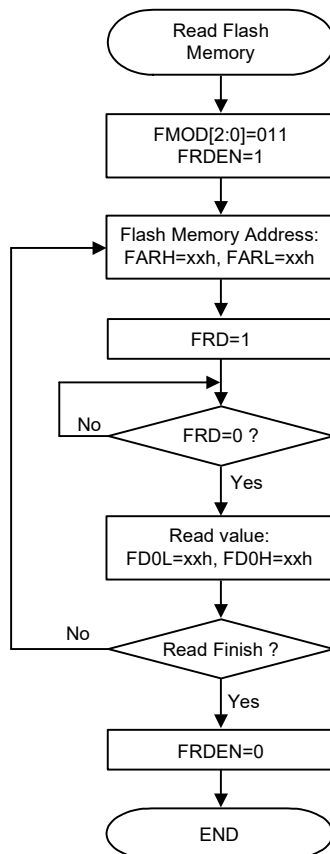 Read Flash
Memory
FMOD[2:0]=011
FRDEN=1
Flash Memory Address:
FARH=xxh, FARL=xxh
FRD=1
No
FRD=0 ?
Yes
Read value:
FD0L=xxh, FD0H=xxh
No
Read Finish ?
Yes
FRDEN=0
END